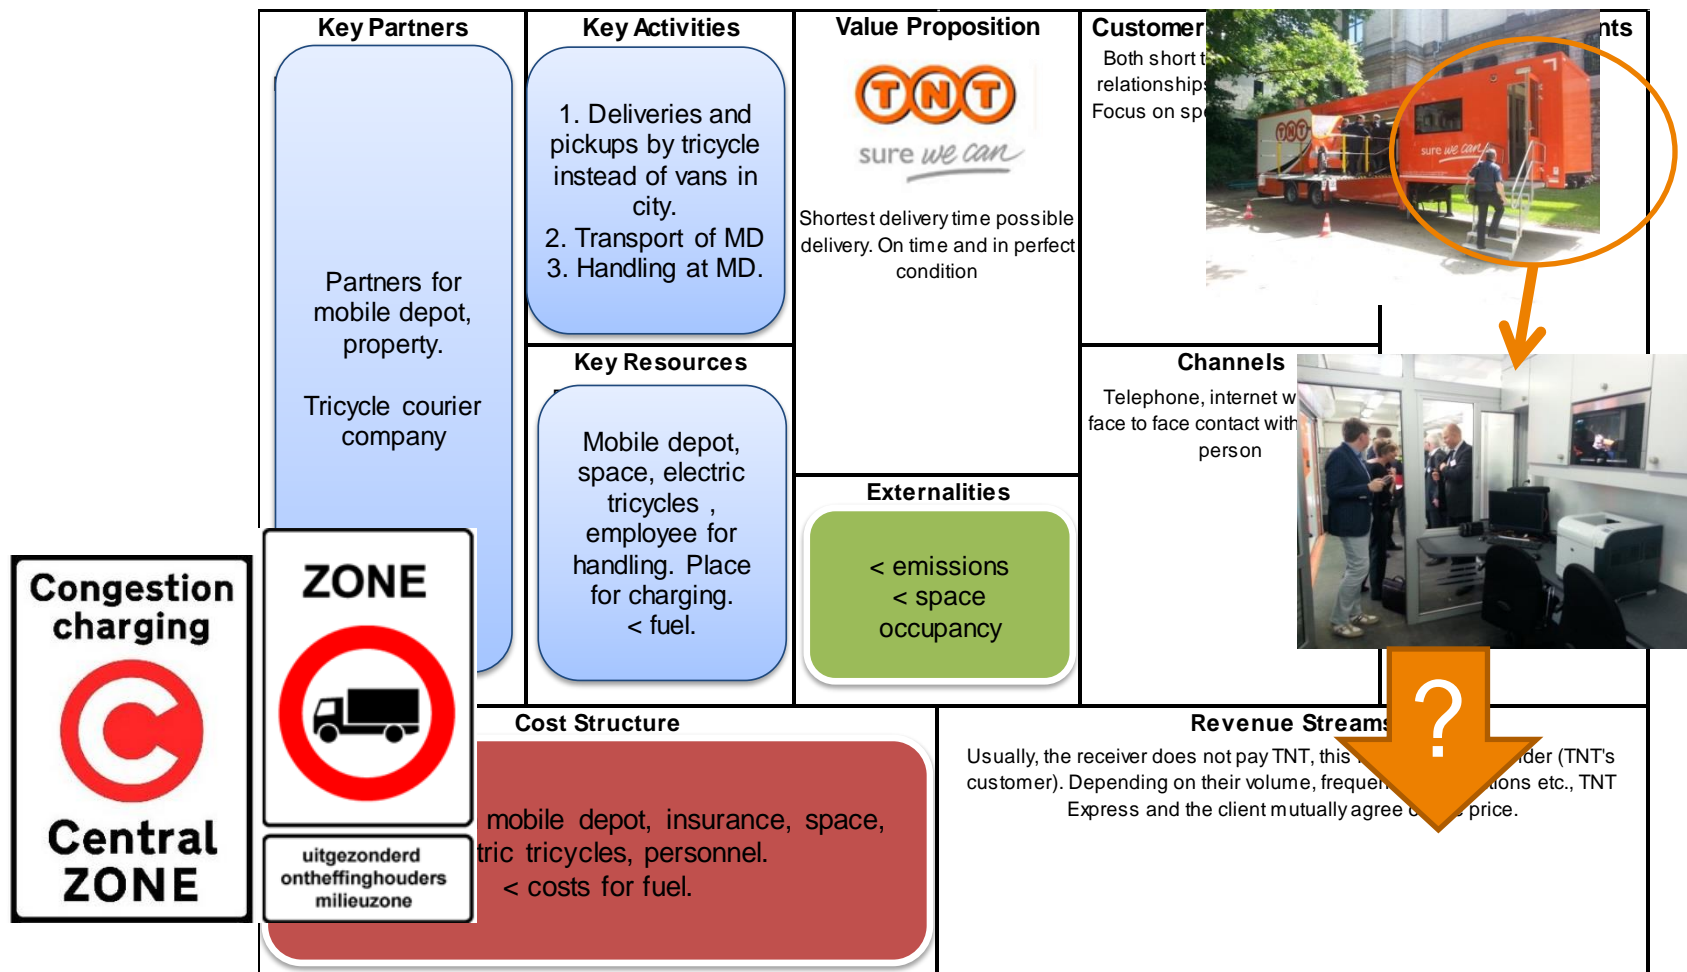 Key Partners
Partners for
mobile depot,
property.
Tricycle courier
company
Key Activities
1. Deliveries and
pickups by tricycle
instead of vans in
city.
2. Transport of MD
3. Handling at MD.
Key Resources
Mobile depot,
space, electric
tricycles ,
employee for
handling. Place
for charging.
< fuel.
Value Proposition
TNT
sure we can
Shortest delivery time possible
delivery. On time and in perfect
condition
Externalities
< emissions
< space
occupancy
Customer
Both short
relationships
Focus on
TNT
sure we can
Channels
Telephone, internet
face to face contact with
person
Congestion
charging
Central
ZONE
ZONE
uitgezonderd
ontheffinghouders
milieuzone
Cost Structure
mobile depot, insurance, space,
tricycles, personnel.
< costs for fuel.
Revenue Streams
Usually, the receiver does not pay TNT, this (TNT's
customer). Depending on their volume, etc., TNT
Express and the client mutually agree price.
?